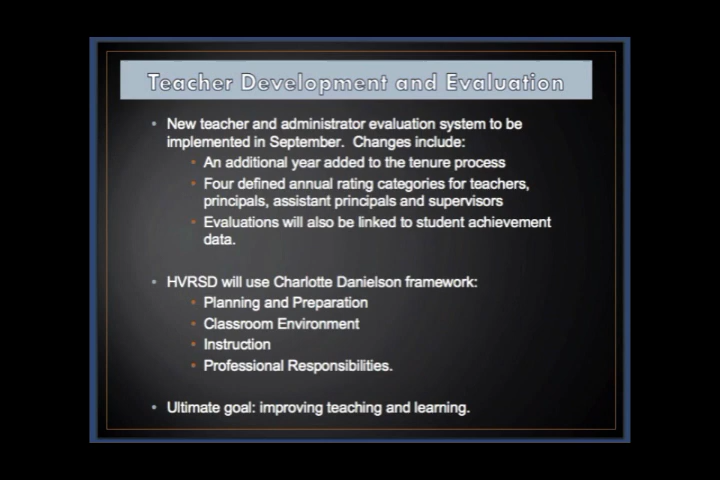 Teacher Development and Evaluation
• New teacher and administrator evaluation system to be
implemented in September. Changes include:
• An additional year added to the tenure process
• Four defined annual rating categories for teachers,
principals, assistant principals and supervisors
• Evaluations will also be linked to student achievement
data.
• HVRSD will use Charlotte Danielson framework:
• Planning and Preparation
• Classroom Environment
• Instruction
• Professional Responsibilities.
• Ultimate goal: improving teaching and learning.